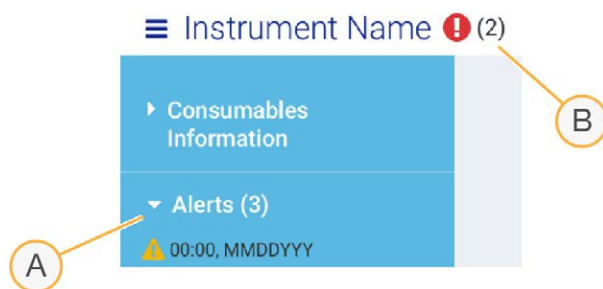 Instrument Name (2)
Consumables
Information
Alerts (3)
00:00, MMDDYYY
A
B